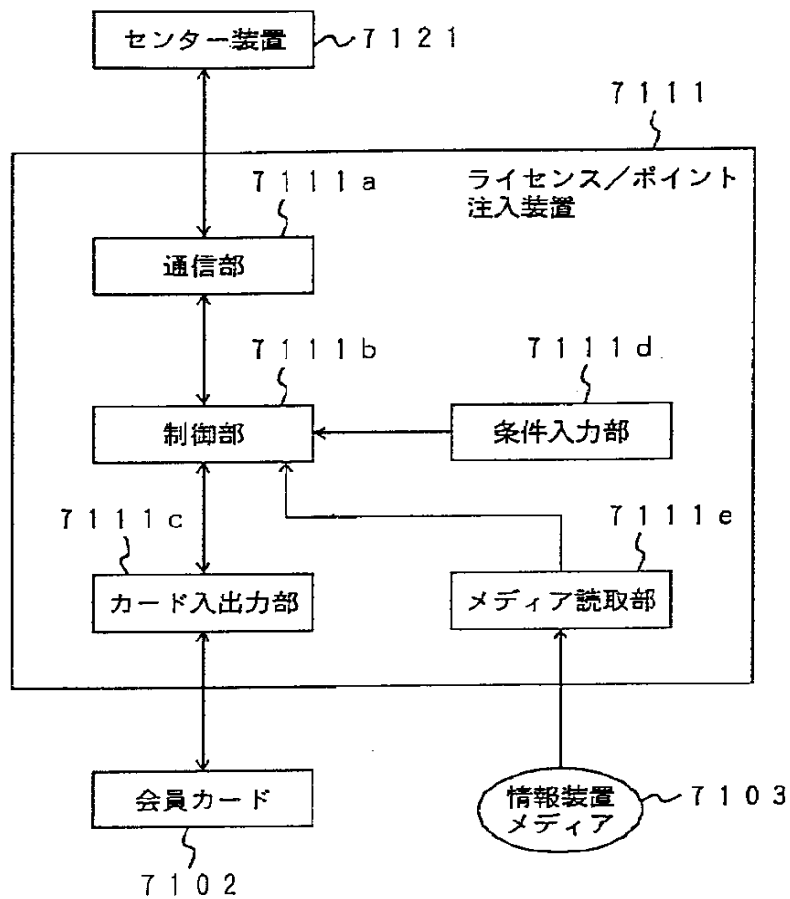 センター装置
7121
7111
ライセンス／ポイント
注入装置
7111a
通信部
7111b
制御部
7111d
条件入力部
7111c
カード入出力部
7111e
メディア読取部
会員カード
7102
情報装置
メディア
7103